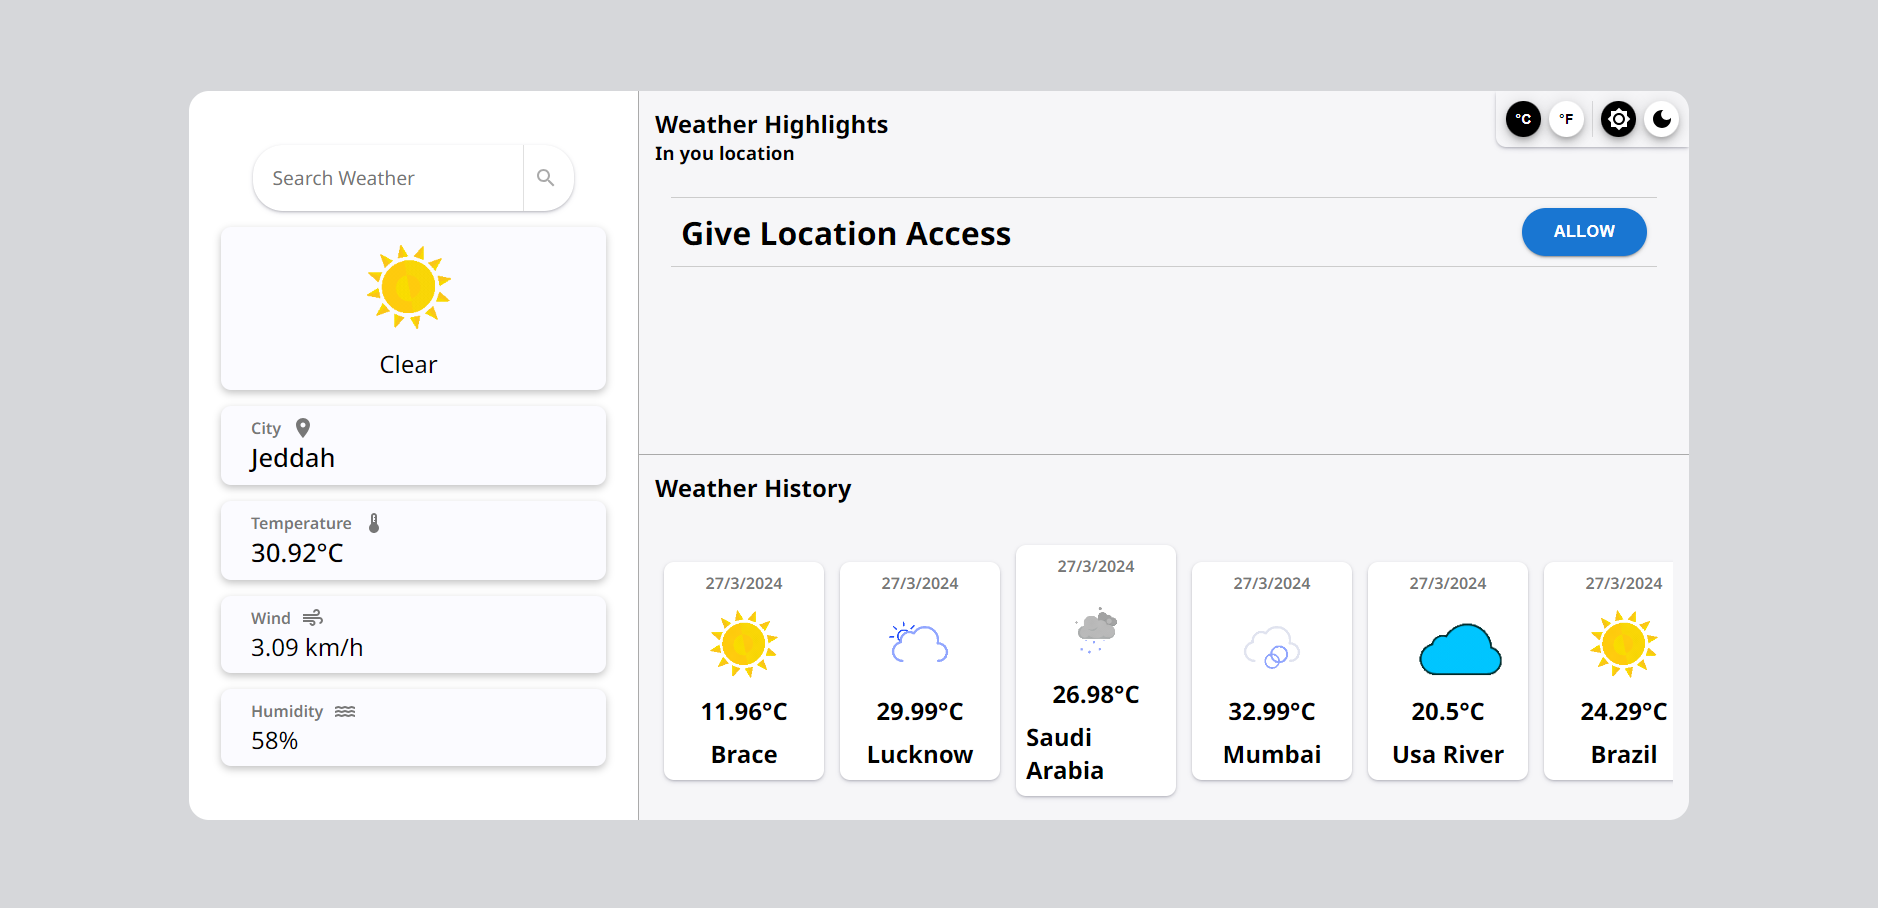 Search Weather
Clear
City
Jeddah
Temperature
30.92°C
Wind
3.09 km/h
Humidity
58%
Weather Highlights
In you location
°C
°F
Give Location Access
ALLOW
Weather History
27/3/2024
11.96°C
Brace
27/3/2024
29.99°C
Lucknow
27/3/2024
26.98°C
Saudi
Arabia
27/3/2024
32.99°C
Mumbai
27/3/2024
20.5°C
Usa River
27/3/2024
24.29°C
Brazil